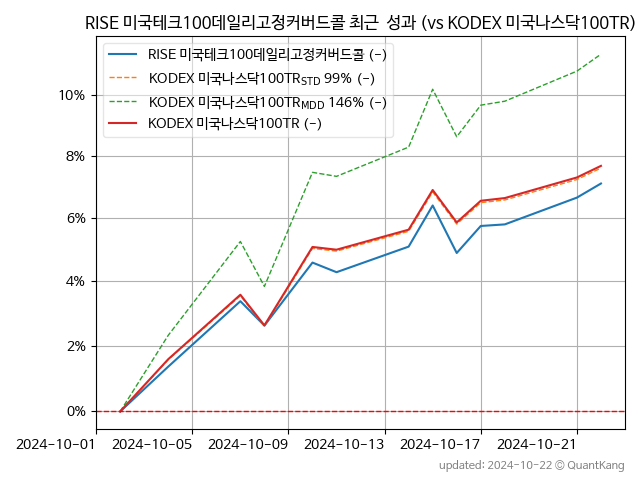 RISE 미국테크100데일리고정커버드콜 최근 성과 (vs KODEX 미국나스닥100TR)
RISE 미국테크100데일리고정커버드콜 (-)
KODEX 미국나스닥100TR_STD 99% (-)
KODEX 미국나스닥100TR_MDD 146% (-)
KODEX 미국나스닥100TR (-)
10%
8%
6%
4%
2%
0%
2024-10-01 2024-10-05 2024-10-09 2024-10-13 2024-10-17 2024-10-21
updated: 2024-10-22 © QuantKang